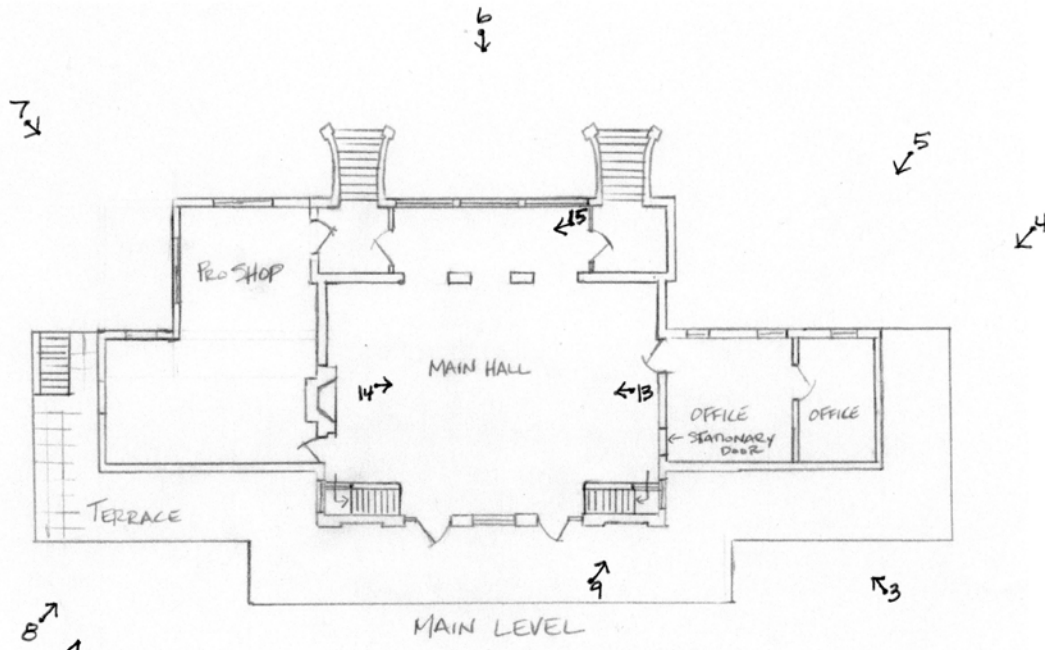 6
7
5
4
15
PRO SHOP
MAIN HALL
14
13
OFFICE
OFFICE
STATIONARY
DOOR
TERRACE
9
3
8
MAIN LEVEL